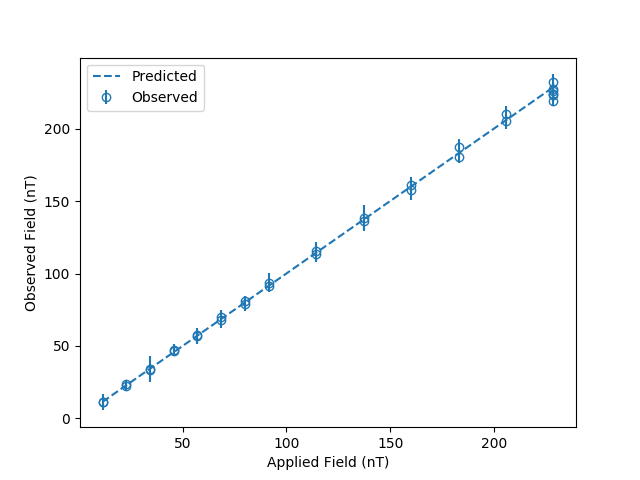 Predicted
Observed
Observed Field (nT)
200
150
100
50
0
50 100 150 200
Applied Field (nT)